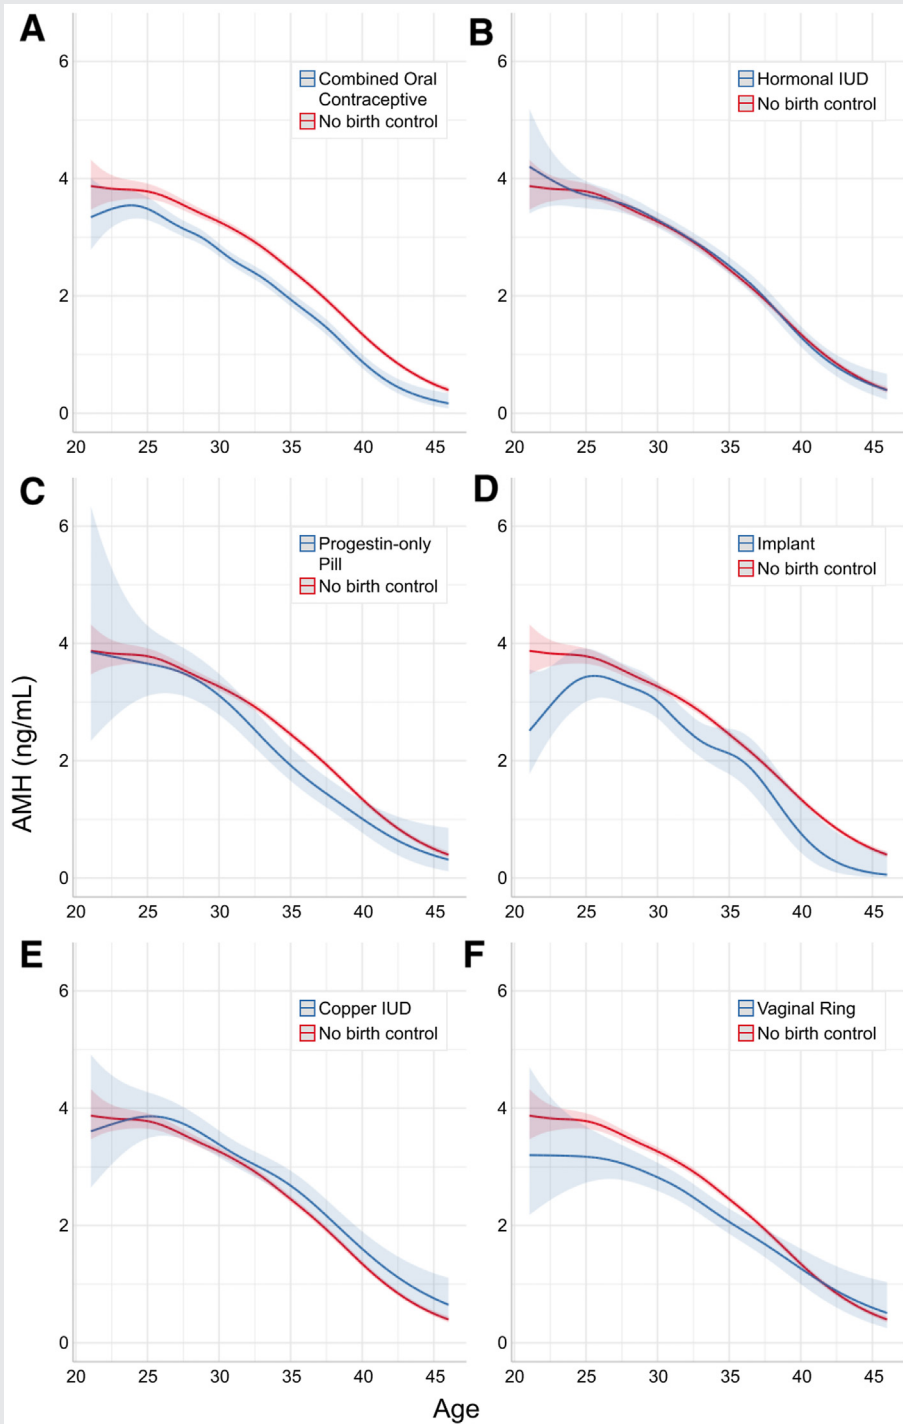 A
6
4
2
0
20 25 30 35 40 45
Combined Oral
Contraceptive
No birth control
B
6
4
2
0
20 25 30 35 40 45
Hormonal IUD
No birth control
C
6
4
2
0
20 25 30 35 40 45
Progestin-only
Pill
No birth control
D
6
4
2
0
20 25 30 35 40 45
Implant
No birth control
AMH (ng/mL)
E
6
4
2
0
20 25 30 35 40 45
Copper IUD
No birth control
F
6
4
2
0
20 25 30 35 40 45
Vaginal Ring
No birth control
Age